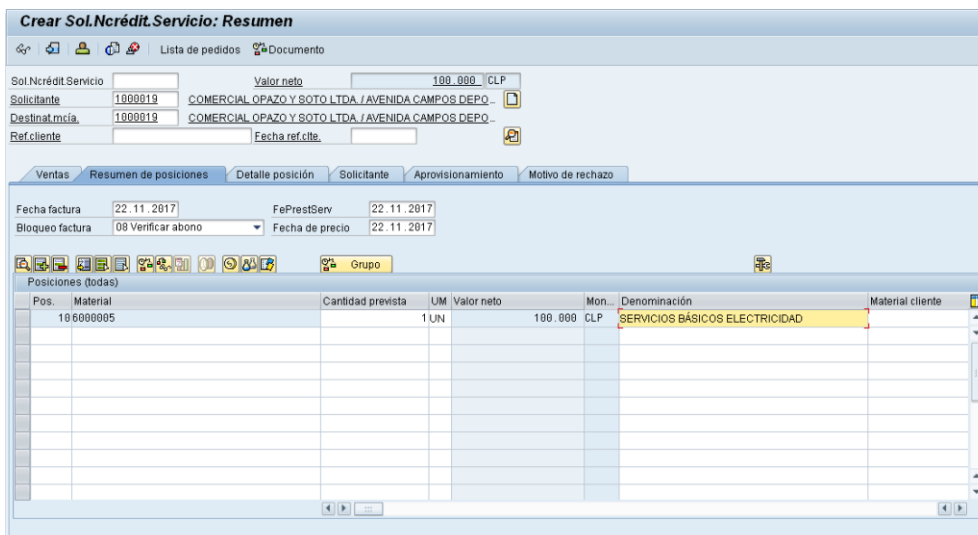 Crear Sol.Ncrédit.Servicio: Resumen
Lista de pedidos Documento
Sol.Ncrédit.Servicio Valor neto 100.000 CLP
Solicitante 1000019 COMERCIAL OPAZO Y SOTO LTDA. / AVENIDA CAMPOS DEPO...
Destinat.mcía. 1000019 COMERCIAL OPAZO Y SOTO LTDA. / AVENIDA CAMPOS DEPO...
Ref.cliente Fecha ref.clte.
Ventas Resumen de posiciones Detalle posición Solicitante Aprovisionamiento Motivo de rechazo
Fecha factura 22.11.2017 FePrestServ 22.11.2017
Bloqueo factura 08 Verificar abono Fecha de precio 22.11.2017
Grupo
Posiciones (todas)
Pos. Material Cantidad prevista UM Valor neto Mon... Denominación Material cliente
10 6000005 1 UN 100.000 CLP SERVICIOS BÁSICOS ELECTRICIDAD